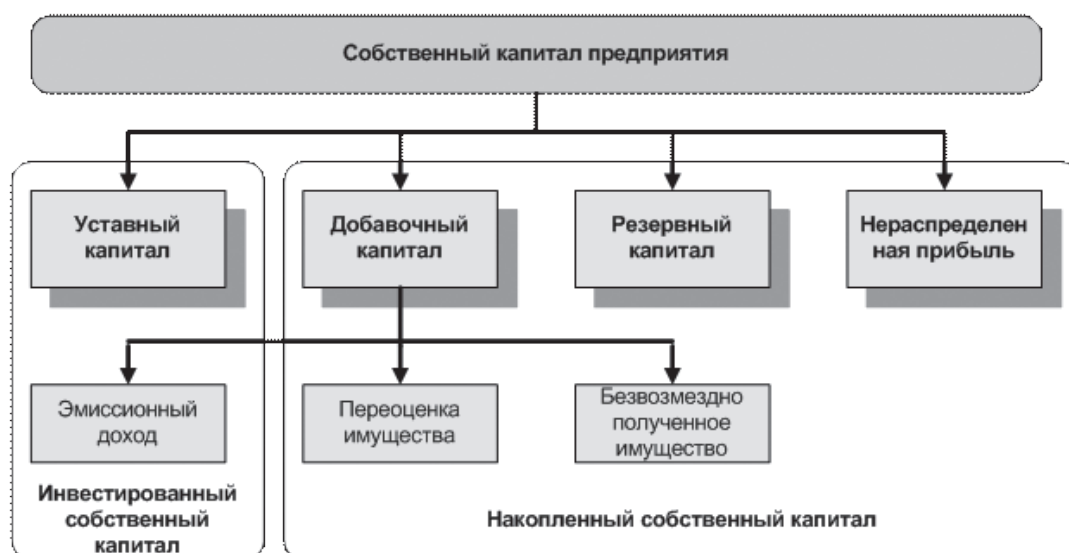 Собственный капитал предприятия
Уставный
капитал
Добавочный
капитал
Резервный
капитал
Нераспределен
ная прибыль
Эмиссионный
доход
Переоценка
имущества
Безвозмездно
полученное
имущество
Инвестированный
собственный
капитал
Накопленный собственный капитал